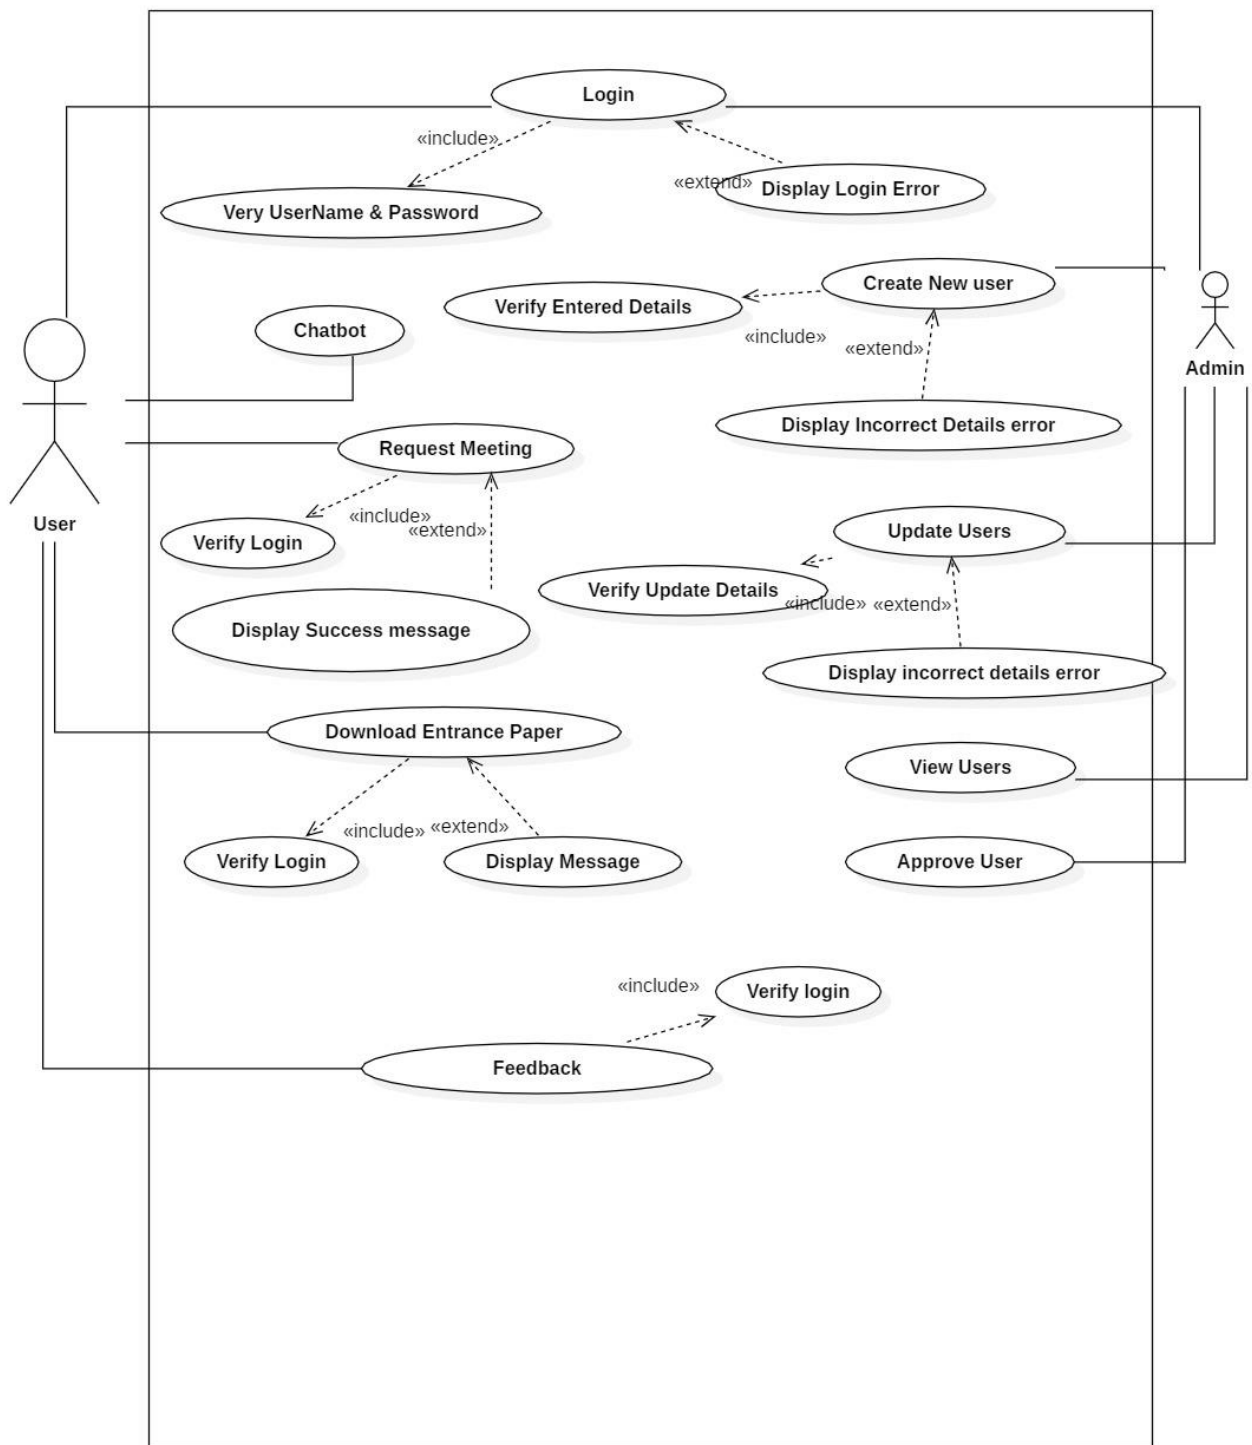 Login
«include»
«extend»
Display Login Error
Very UserName & Password
Create New user
Verify Entered Details
Chatbot
«include»
«extend»
Admin
Display Incorrect Details error
Request Meeting
«include»
«extend»
User
Verify Login
Update Users
Verify Update Details
«include»
«extend»
Display Success message
Display incorrect details error
Download Entrance Paper
View Users
«include»
«extend»
Verify Login
Display Message
Approve User
«include»
Verify login
Feedback